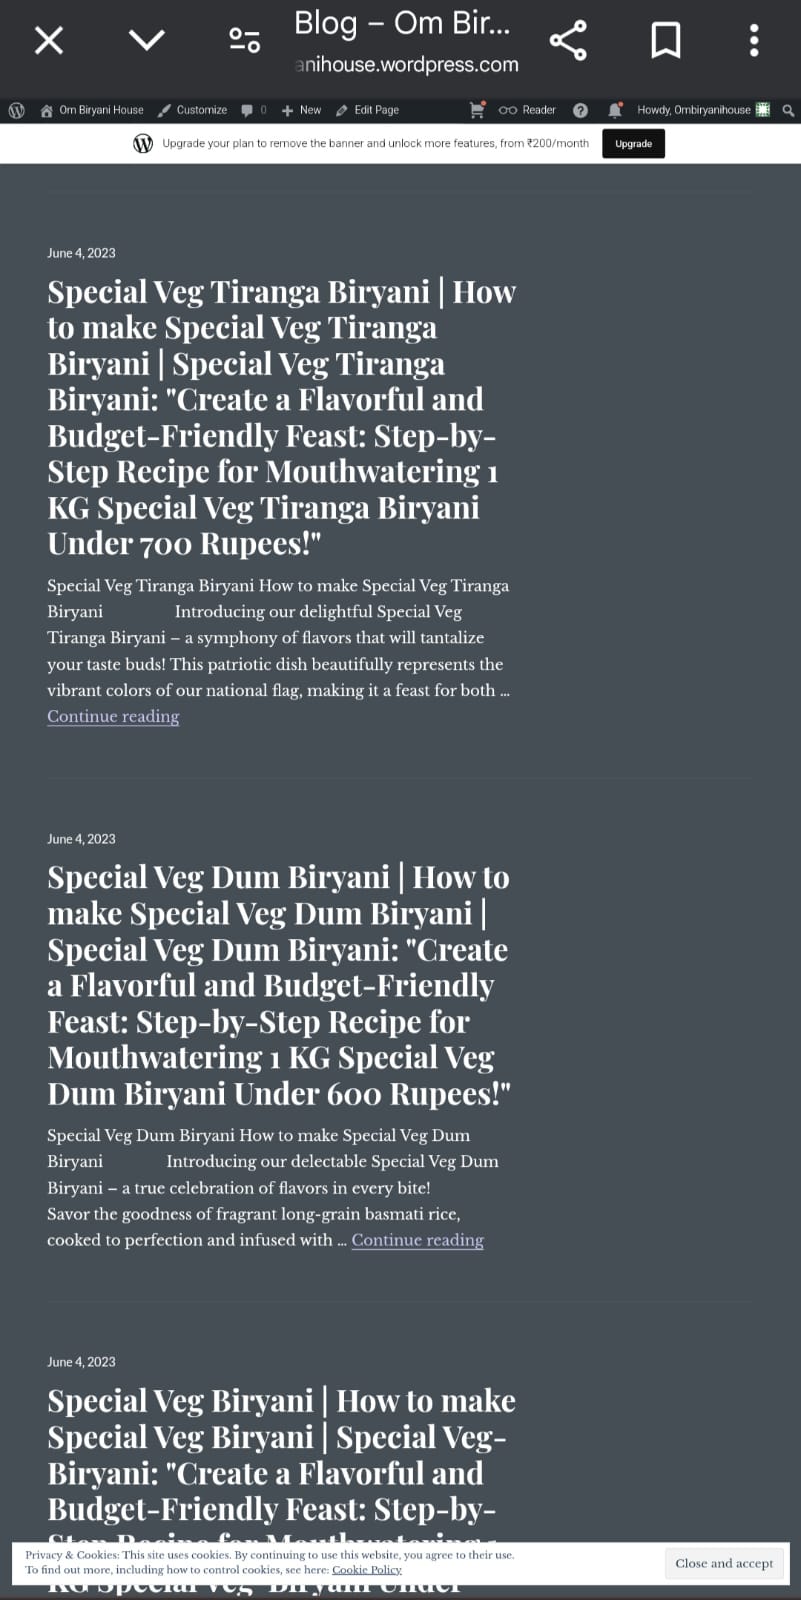 Blog – Om Bir...
anihouse.wordpress.com
Om Biryani House Customize 0 New Edit Page Reader Howdy, Ombiryanihouse
Upgrade your plan to remove the banner and unlock more features, from ₹200/month Upgrade
June 4, 2023
Special Veg Tiranga Biryani | How
to make Special Veg Tiranga
Biryani | Special Veg Tiranga
Biryani: "Create a Flavorful and
Budget-Friendly Feast: Step-by-
Step Recipe for Mouthwatering 1
KG Special Veg Tiranga Biryani
Under 700 Rupees!"
Special Veg Tiranga Biryani How to make Special Veg Tiranga
Biryani Introducing our delightful Special Veg
Tiranga Biryani – a symphony of flavors that will tantalize
your taste buds! This patriotic dish beautifully represents the
vibrant colors of our national flag, making it a feast for both ...
Continue reading
June 4, 2023
Special Veg Dum Biryani | How to
make Special Veg Dum Biryani |
Special Veg Dum Biryani: "Create
a Flavorful and Budget-Friendly
Feast: Step-by-Step Recipe for
Mouthwatering 1 KG Special Veg
Dum Biryani Under 600 Rupees!"
Special Veg Dum Biryani How to make Special Veg Dum
Biryani Introducing our delectable Special Veg Dum
Biryani – a true celebration of flavors in every bite!
Savor the goodness of fragrant long-grain basmati rice,
cooked to perfection and infused with ... Continue reading
June 4, 2023
Special Veg Biryani | How to make
Special Veg Biryani | Special Veg-
Biryani: "Create a Flavorful and
Budget-Friendly Feast: Step-by-
Step Recipe for Mouthwatering 1
KG Special Veg Biryani Under
Privacy & Cookies: This site uses cookies. By continuing to use this website, you agree to their use.
To find out more, including how to control cookies, see here: Cookie Policy
Close and accept